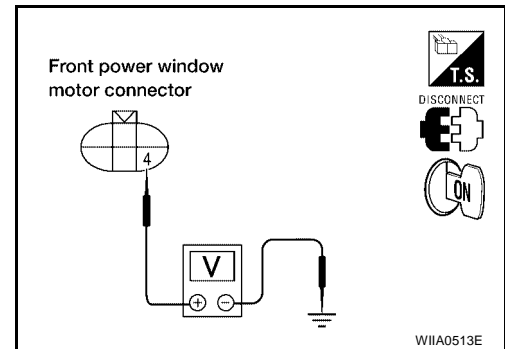 Front power window
motor connector
T.S.
DISCONNECT
4
ON
V
+ −
WIIA0513E